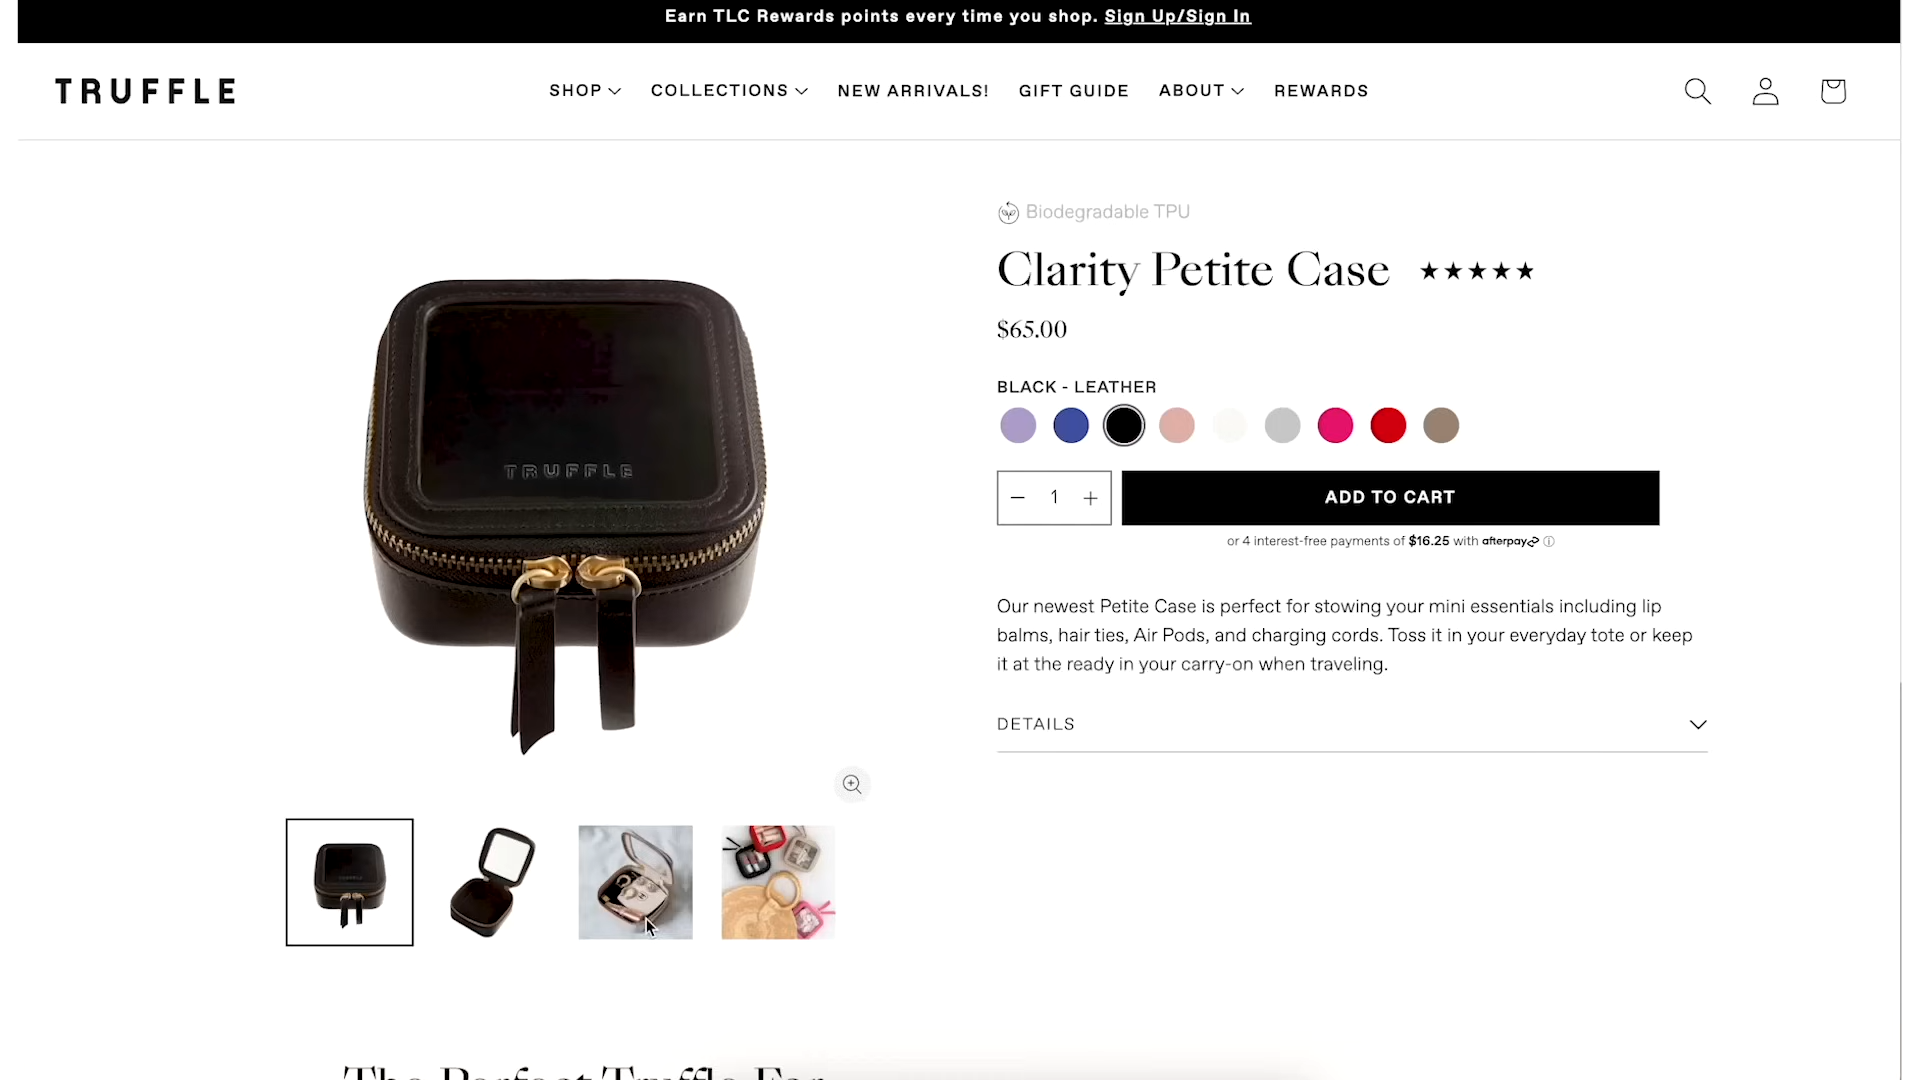 Earn TLC Rewards points every time you shop. Sign Up/Sign In
TRUFFLE
SHOP
COLLECTIONS
NEW ARRIVALS!
GIFT GUIDE
ABOUT
REWARDS
Biodegradable TPU
Clarity Petite Case
$65.00
BLACK - LEATHER
1
ADD TO CART
or 4 interest-free payments of $16.25 with afterpay
Our newest Petite Case is perfect for stowing your mini essentials including lip
balms, hair ties, Air Pods, and charging cords. Toss it in your everyday tote or keep
it at the ready in your carry-on when traveling.
DETAILS
TRUFFLE
The Perfect Truffle For